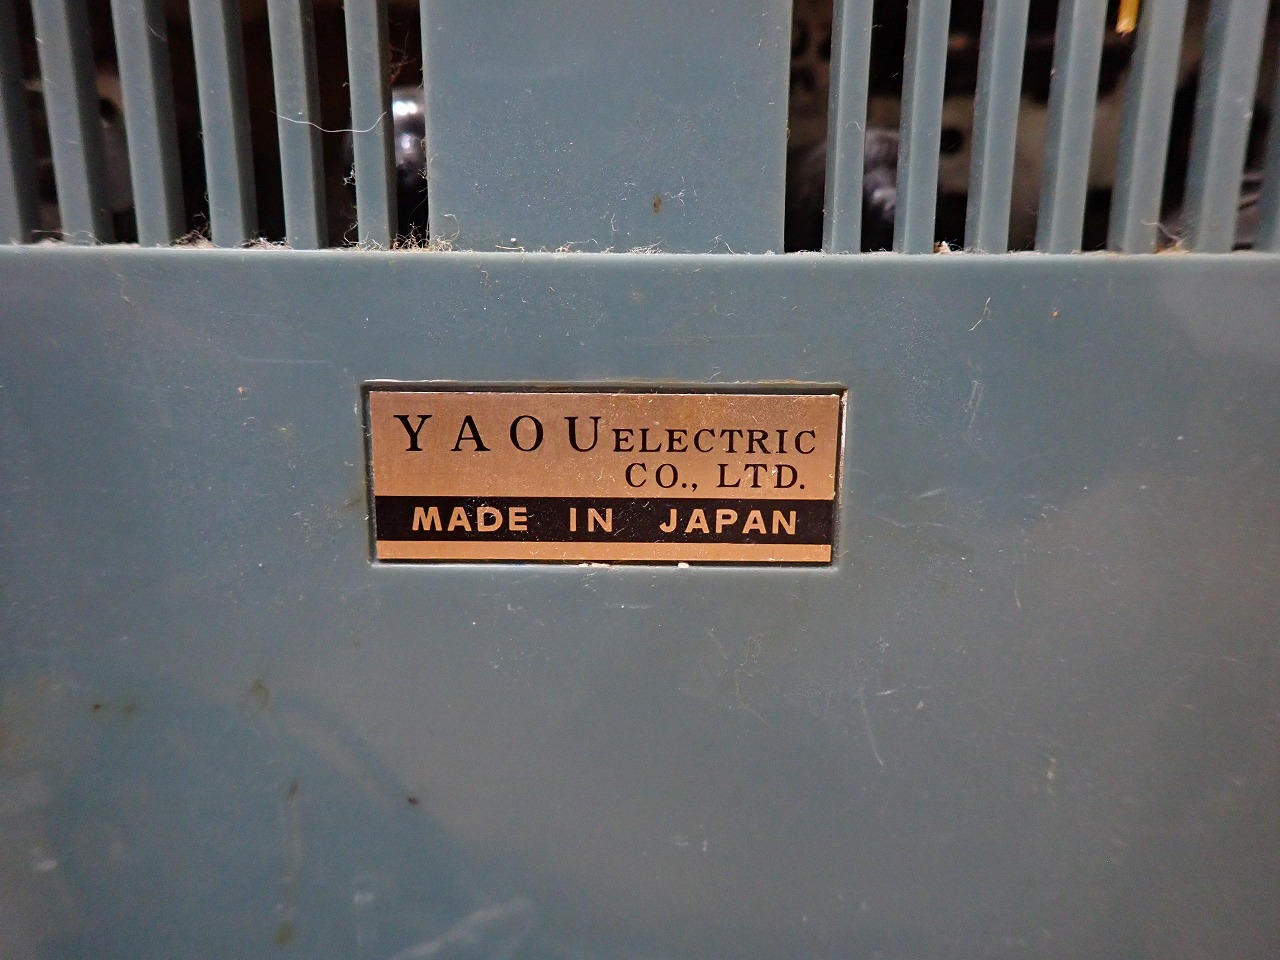 YAOU ELECTRIC
CO., LTD.
MADE IN JAPAN